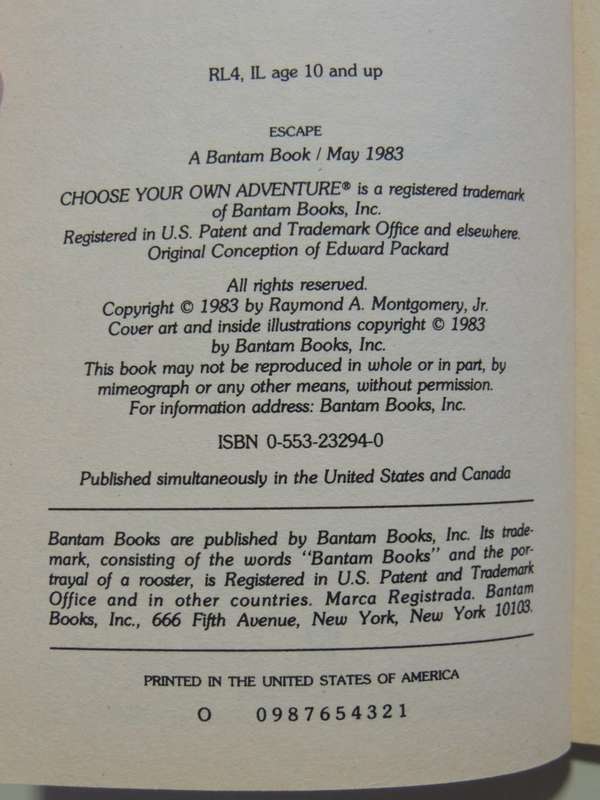 RL4, IL age 10 and up
ESCAPE
A Bantam Book / May 1983
CHOOSE YOUR OWN ADVENTURE® is a registered trademark
of Bantam Books, Inc.
Registered in U.S. Patent and Trademark Office and elsewhere.
Original Conception of Edward Packard
All rights reserved.
Copyright © 1983 by Raymond A. Montgomery, Jr.
Cover art and inside illustrations copyright © 1983
by Bantam Books, Inc.
This book may not be reproduced in whole or in part, by
mimeograph or any other means, without permission.
For information address: Bantam Books, Inc.
ISBN 0-553-23294-0
Published simultaneously in the United States and Canada
Bantam Books are published by Bantam Books, Inc. Its trade-
mark, consisting of the words "Bantam Books" and the por-
trayal of a rooster, is Registered in U.S. Patent and Trademark
Office and in other countries. Marca Registrada. Bantam
Books, Inc., 666 Fifth Avenue, New York, New York 10103.
PRINTED IN THE UNITED STATES OF AMERICA
O 0987654321